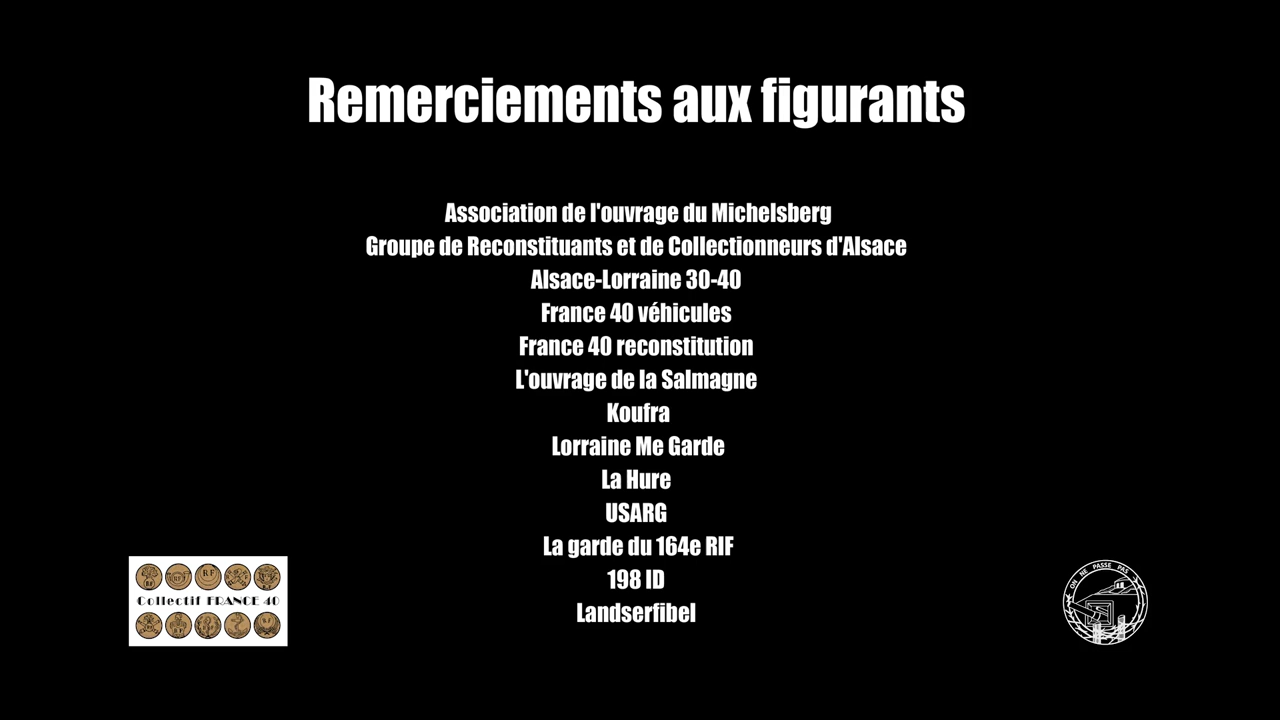 Remerciements aux figurants
Association de l'ouvrage du Michelsberg
Groupe de Reconstituants et de Collectionneurs d'Alsace
Alsace-Lorraine 30-40
France 40 véhicules
France 40 reconstitution
L'ouvrage de la Salmagne
Koufra
Lorraine Me Garde
La Hure
USARG
La garde du 164e RIF
198 ID
Landserfibel
Collectif FRANCE 40
ON NE PASSE PAS